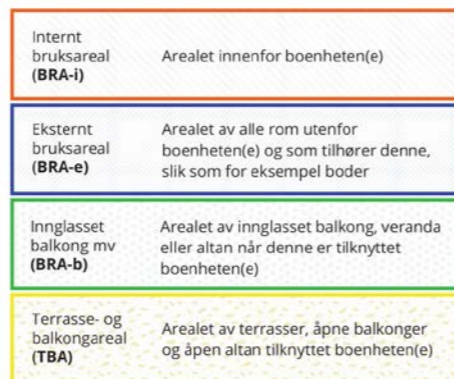 Internt
bruksareal
(BRA-i)
Arealet innenfor boenheten(e)
Eksternt
bruksareal
(BRA-e)
Arealet av alle rom utenfor
boenheten(e) og som tilhører denne,
slik som for eksempel boder
Innglasset
balkong mv
(BRA-b)
Arealet av innglasset balkong, veranda
eller altan når denne er tilknyttet
boenheten(e)
Terrasse- og
balkongareal
(TBA)
Arealet av terrasser, åpne balkonger
og åpen altan tilknyttet boenheten(e)